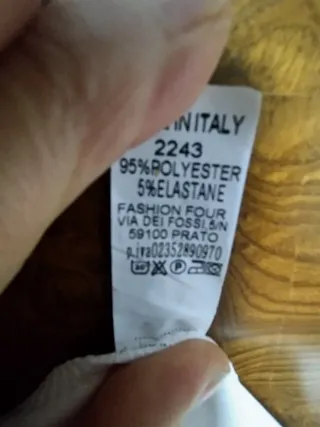 IN ITALY
2243
95%POLYESTER
5%ELASTANE
FASHION FOUR
VIA DEI FOSSI,5/N
59100 PRATO
p.iva02352890970